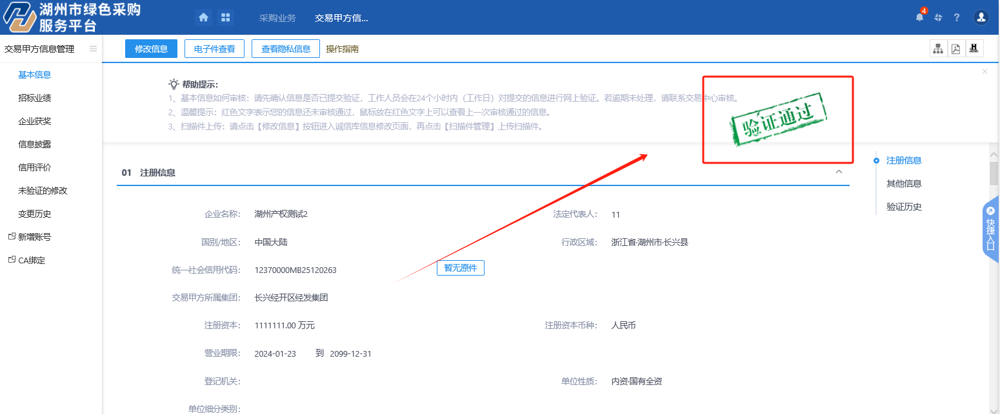 湖州市绿色采购
服务平台
采购业务
交易甲方信...
4
?
交易甲方信息管理
修改信息
电子件查看
查看隐私信息
操作指南
基本信息
招标业绩
企业获奖
信息披露
信用评价
未验证的修改
变更历史
新增账号
CA绑定
帮助提示:
1、基本信息如何审核：请先确认信息是否已提交验证，工作人员会在24个小时内（工作日）对提交的信息进行网上验证。若逾期未处理，请联系交易中心审核。
2、温馨提示：红色文字表示您的信息还未审核通过，鼠标放在红色文字上可以查看上一次审核通过的信息。
3、扫描件上传：请点击【修改信息】按钮进入诚信库信息修改页面，再点击【扫描件管理】上传扫描件。
验证通过
01 注册信息
企业名称: 湖州产权测试2
法定代表人: 11
国别/地区: 中国大陆
行政区域: 浙江省·湖州市·长兴县
统一社会信用代码: 12370000MB25120263
暂无原件
交易甲方所属集团: 长兴经开区经发集团
注册资本: 1111111.00 万元
注册资本币种: 人民币
营业期限: 2024-01-23 到 2099-12-31
登记机关:
单位性质: 内资·国有全资
单位细分类别:
注册信息
其他信息
验证历史
快捷入口